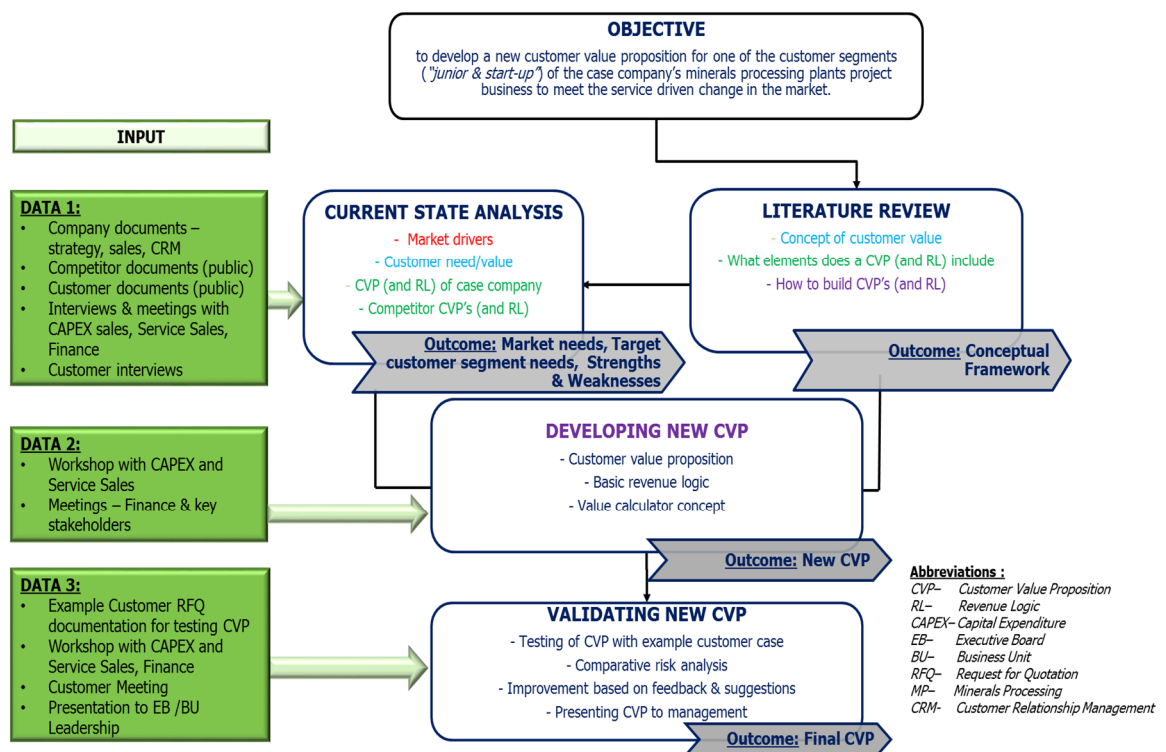 OBJECTIVE
to develop a new customer value proposition for one of the customer segments
("junior & start-up") of the case company's minerals processing plants project
business to meet the service driven change in the market.
INPUT
DATA 1:
• Company documents –
strategy, sales, CRM
• Competitor documents (public)
• Customer documents (public)
• Interviews & meetings with
CAPEX sales, Service Sales,
Finance
• Customer interviews
CURRENT STATE ANALYSIS
- Market drivers
- Customer need/value
- CVP (and RL) of case company
- Competitor CVP's (and RL)
Outcome: Market needs, Target
customer segment needs, Strengths
& Weaknesses
LITERATURE REVIEW
- Concept of customer value
- What elements does a CVP (and RL) include
- How to build CVP's (and RL)
Outcome: Conceptual
Framework
DATA 2:
• Workshop with CAPEX and
Service Sales
• Meetings – Finance & key
stakeholders
DEVELOPING NEW CVP
- Customer value proposition
- Basic revenue logic
- Value calculator concept
Outcome: New CVP
DATA 3:
• Example Customer RFQ
documentation for testing CVP
• Workshop with CAPEX and
Service Sales, Finance
• Customer Meeting
• Presentation to EB /BU
Leadership
VALIDATING NEW CVP
- Testing of CVP with example customer case
- Comparative risk analysis
- Improvement based on feedback & suggestions
- Presenting CVP to management
Outcome: Final CVP
Abbreviations :
CVP– Customer Value Proposition
RL– Revenue Logic
CAPEX– Capital Expenditure
EB– Executive Board
BU– Business Unit
RFQ– Request for Quotation
MP– Minerals Processing
CRM- Customer Relationship Management